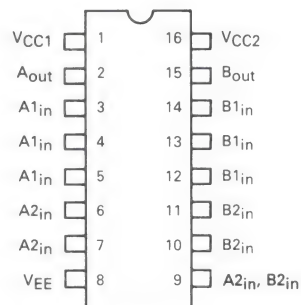 VCC1 1 16 VCC2
Aout 2 15 Bout
A1in 3 14 B1in
A1in 4 13 B1in
A1in 5 12 B1in
A2in 6 11 B2in
A2in 7 10 B2in
VEE 8 9 A2in, B2in